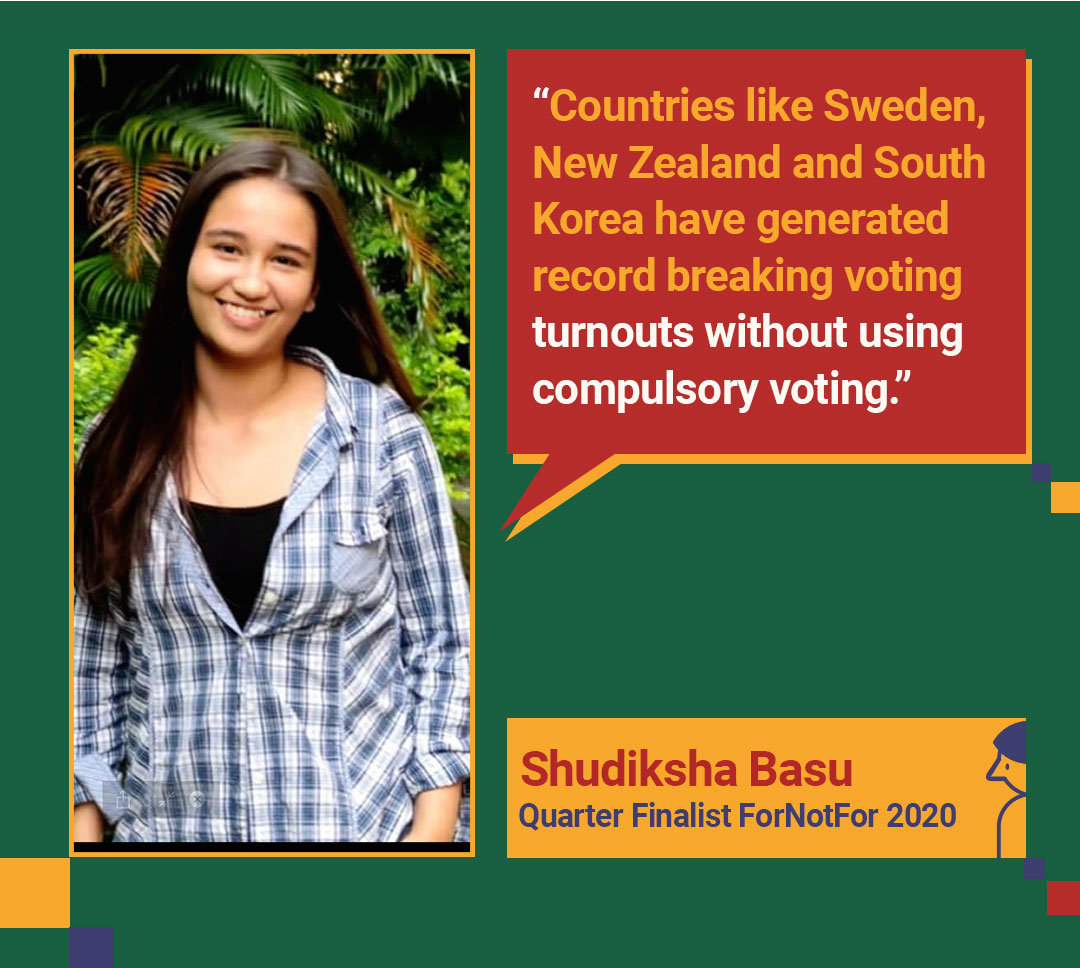 “Countries like Sweden,
New Zealand and South
Korea have generated
record breaking voting
turnouts without using
compulsory voting.”
Shudiksha Basu
Quarter Finalist ForNotFor 2020